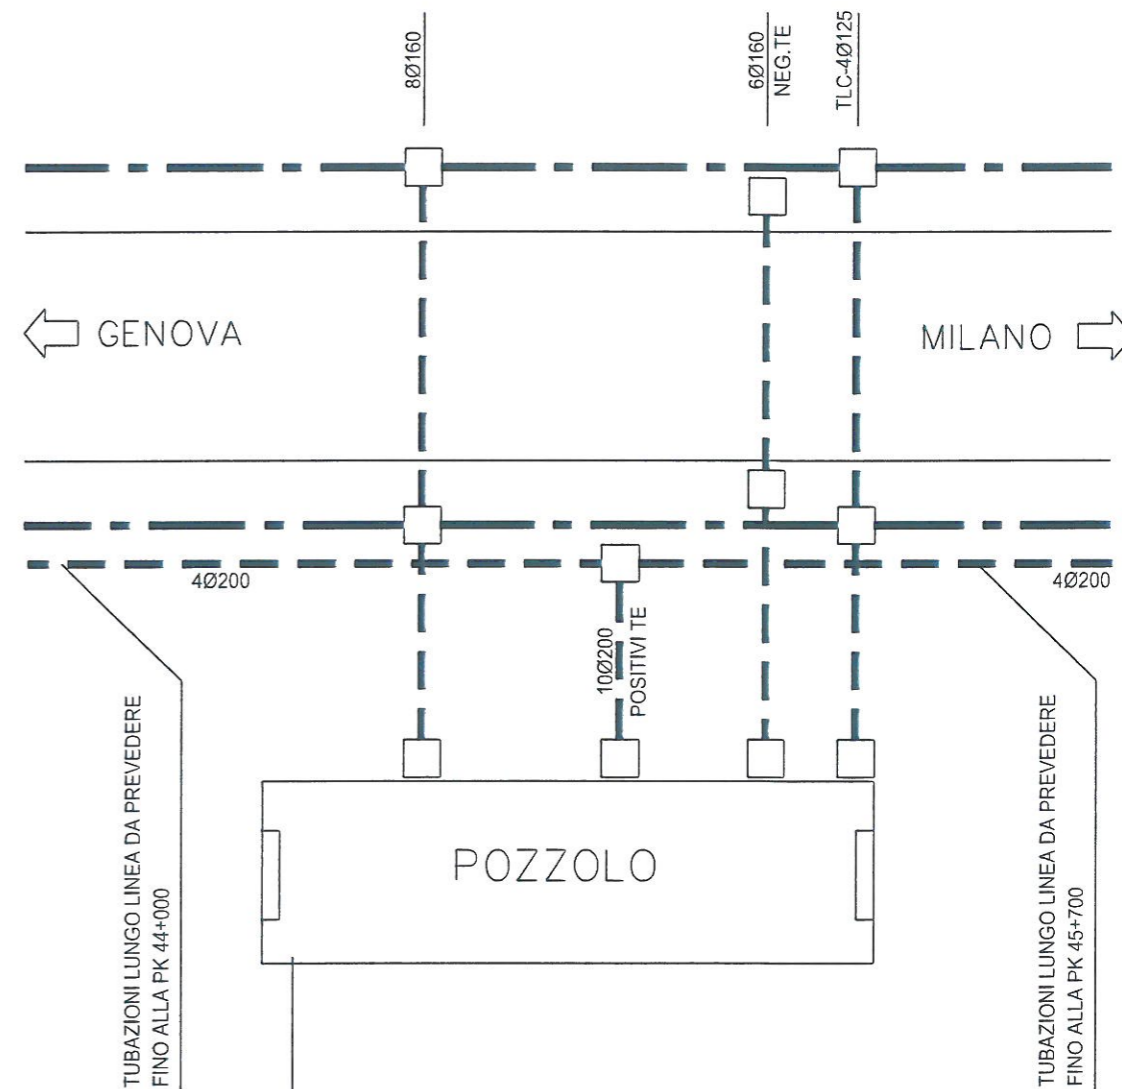 8Ø160
6Ø160
NEG.TE
TLC-4Ø125
GENOVA
MILANO
4Ø200
4Ø200
10Ø200
POSITIVI TE
POZZOLO
TUBAZIONI LUNGO LINEA DA PREVEDERE
FINO ALLA PK 44+000
TUBAZIONI LUNGO LINEA DA PREVEDERE
FINO ALLA PK 45+700